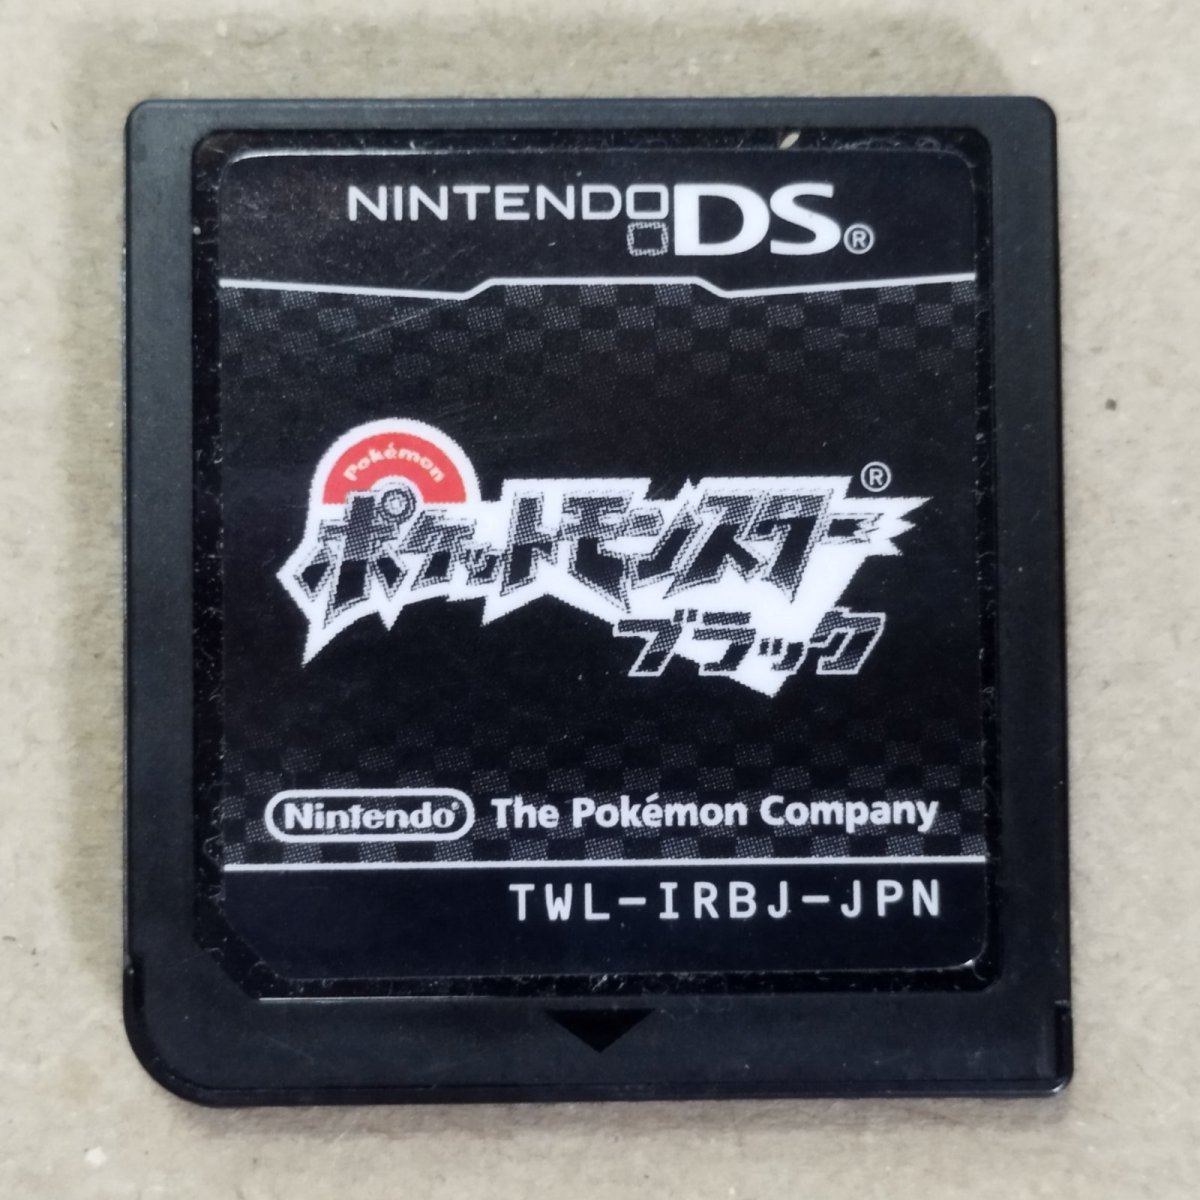 NINTENDO DS®
Pokémon
ポケットモンスター®
ブラック
Nintendo® The Pokémon Company
TWL-IRBJ-JPN